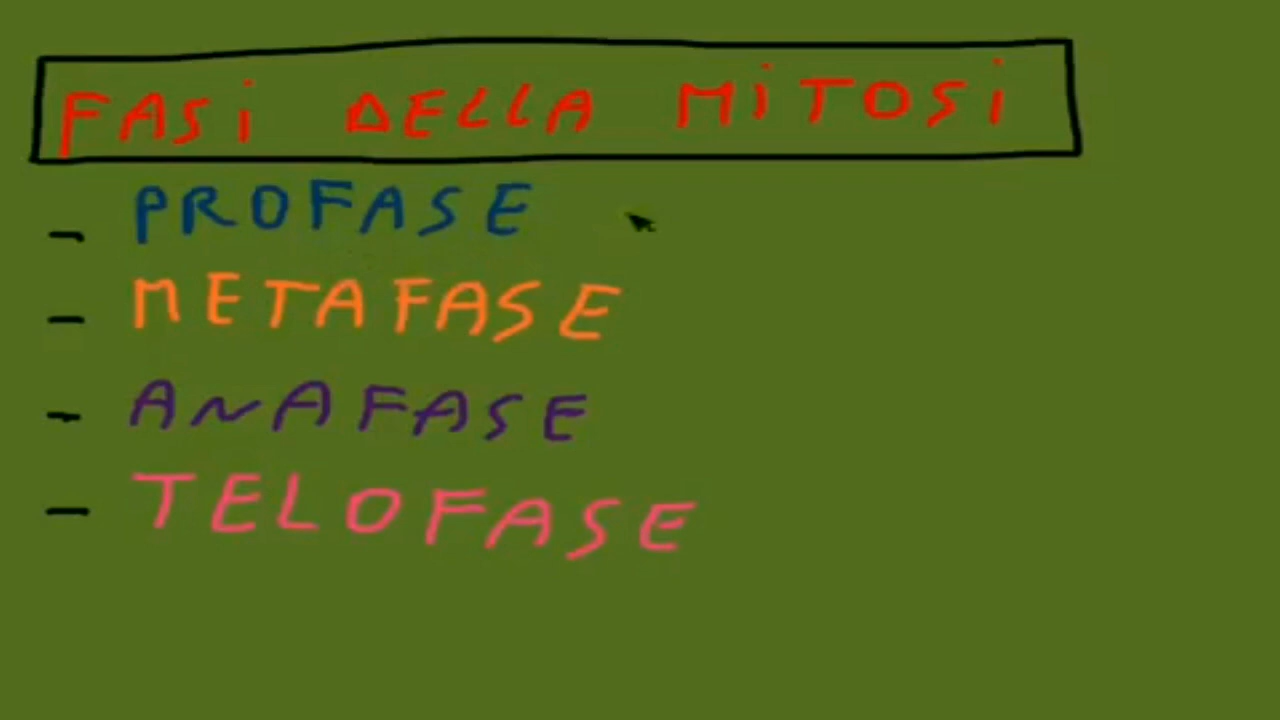 FASi DELLA MiTOSi
- PROFASE
- METAFASE
- ANAFASE
- TELOFASE